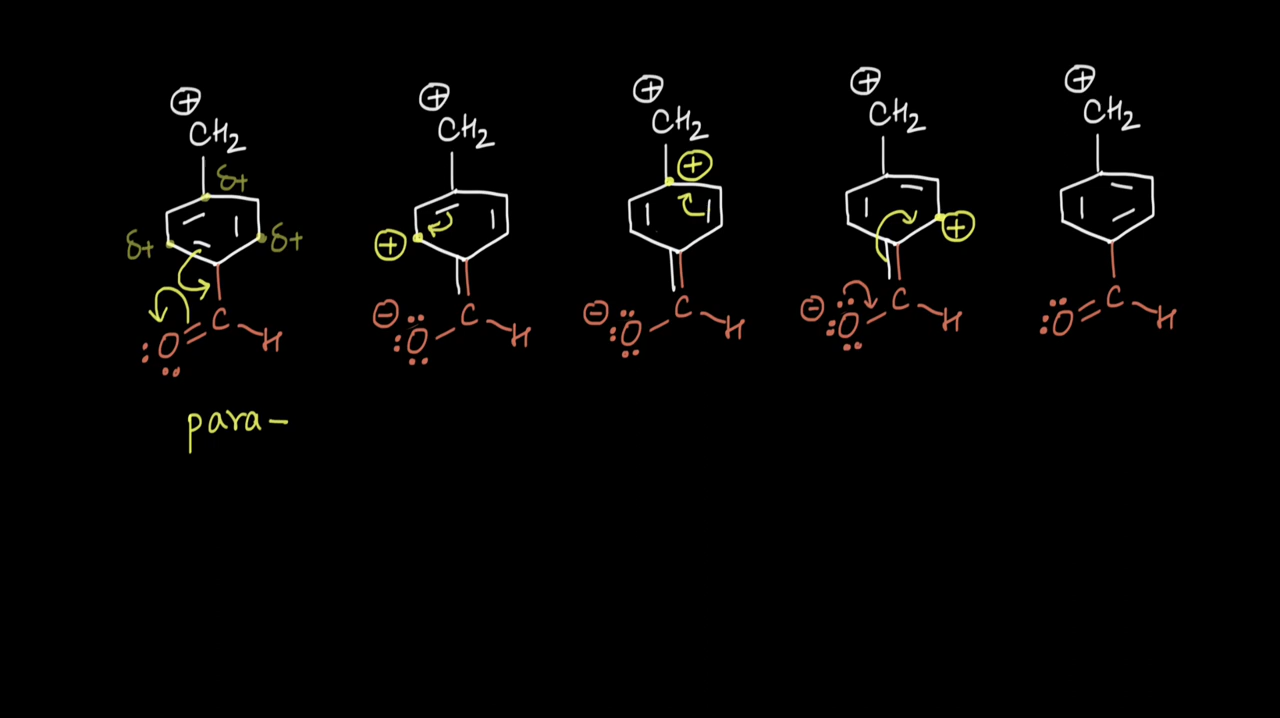 ⊕ ⊕ ⊕ ⊕ ⊕
CH2 CH2 CH2 CH2 CH2
δ+ ⊕
δ+ δ+ ⊕ ⊕
⊖ ⊖ ⊖
C H C H C H C H C H
:O: :O: :O: :O: :O:
para-